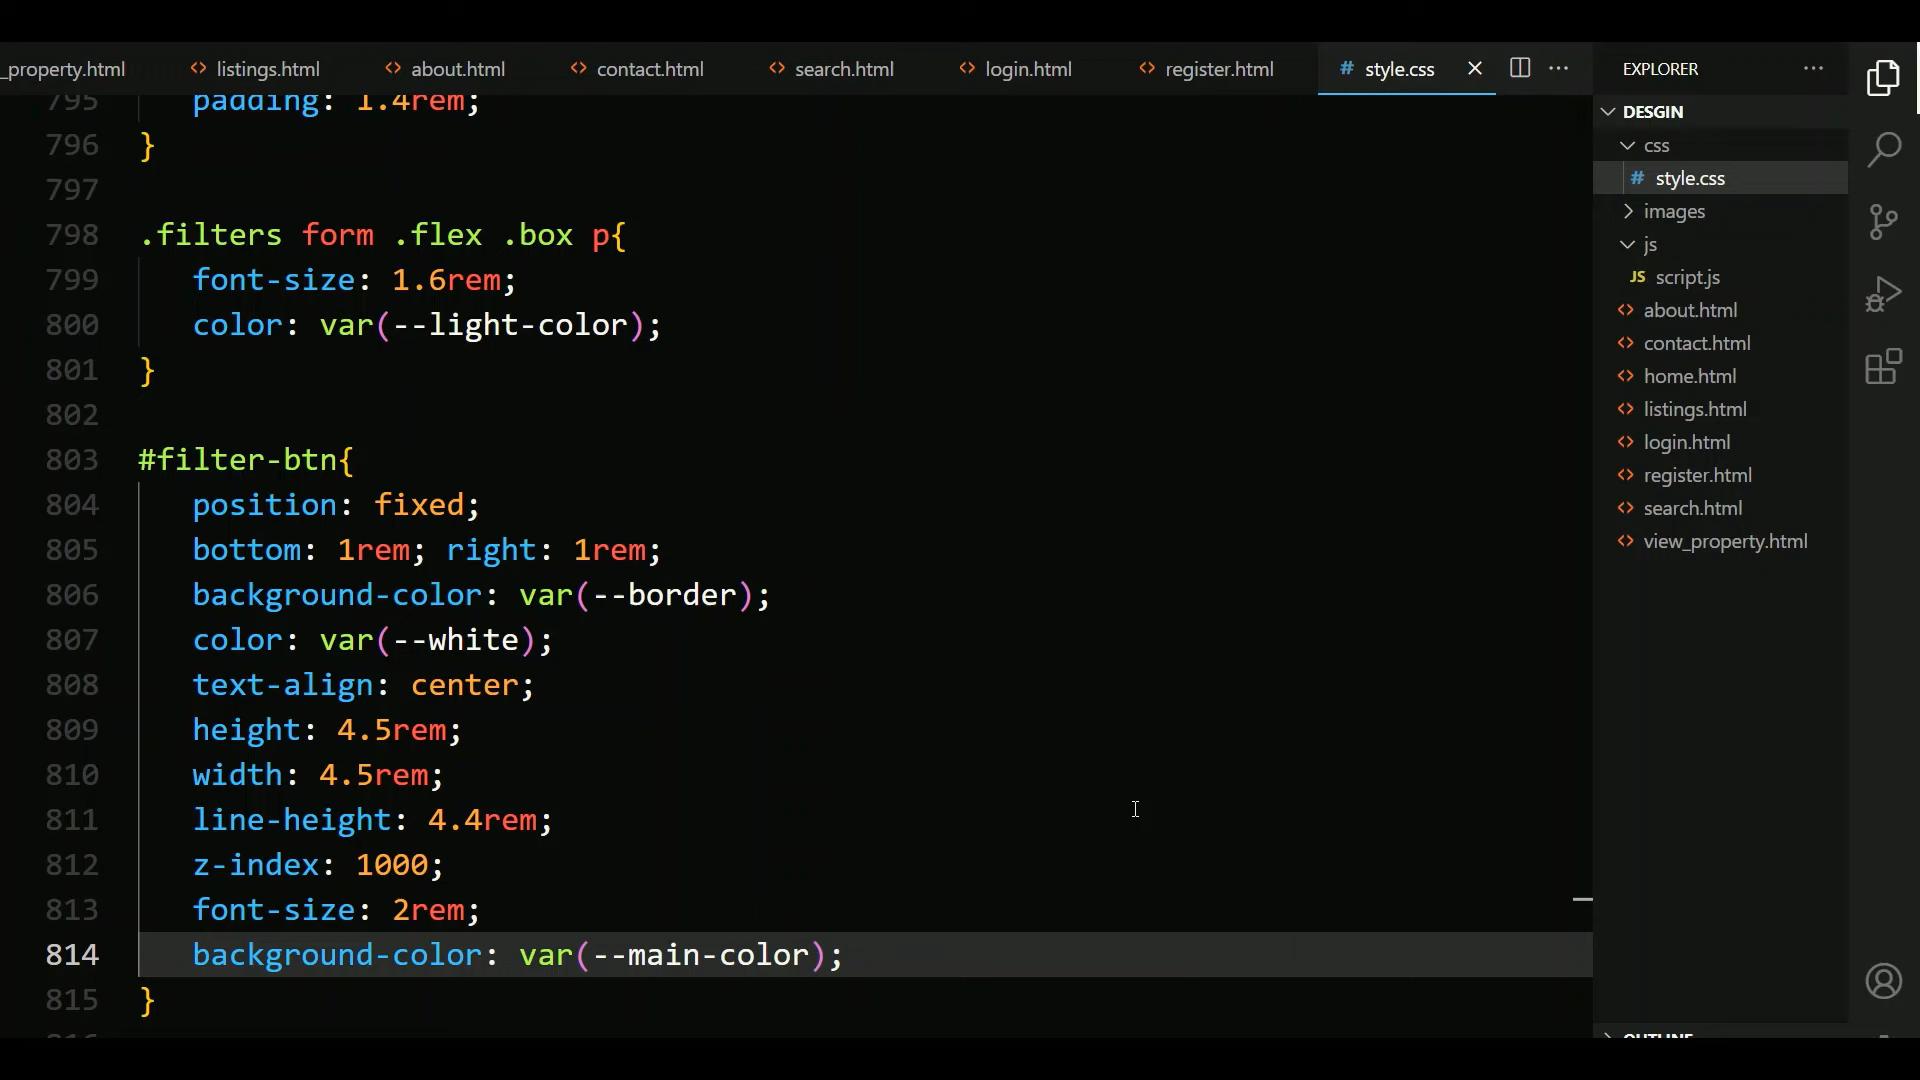 _property.html
listings.html
about.html
contact.html
search.html
login.html
register.html
# style.css
795 padding: 1.4rem;
796 }
797
798 .filters form .flex .box p{
799 font-size: 1.6rem;
800 color: var(--light-color);
801 }
802
803 #filter-btn{
804 position: fixed;
805 bottom: 1rem; right: 1rem;
806 background-color: var(--border);
807 color: var(--white);
808 text-align: center;
809 height: 4.5rem;
810 width: 4.5rem;
811 line-height: 4.4rem;
812 z-index: 1000;
813 font-size: 2rem;
814 background-color: var(--main-color);
815 }
816
EXPLORER
DESGIN
css
# style.css
images
js
JS script.js
about.html
contact.html
home.html
listings.html
login.html
register.html
search.html
view_property.html
OUTLINE